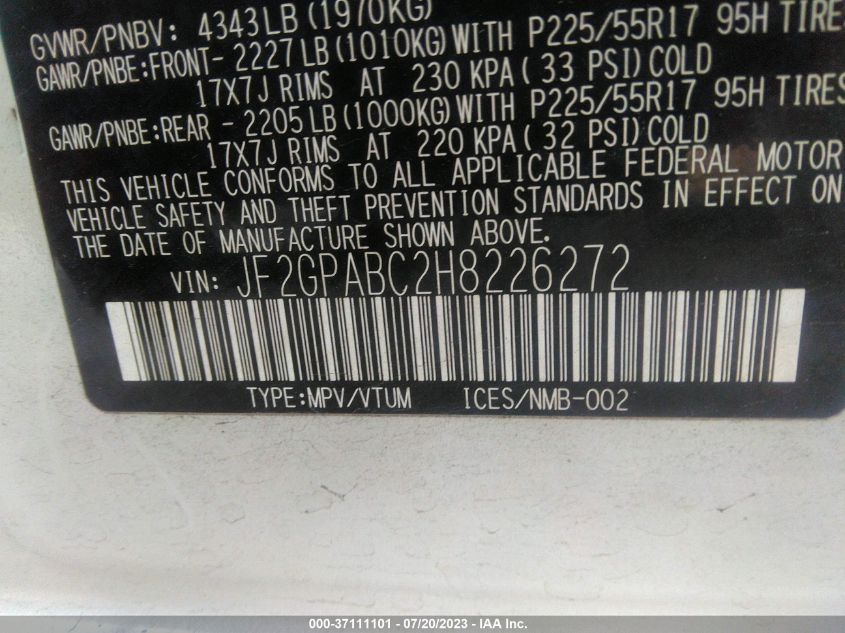 GVWR/PNBV: 4343LB(1970KG)
GAWR/PNBE:FRONT- 2227LB(1010KG)WITH P225/55R17 95H TIRES
17X7J RIMS AT 230 KPA( 33 PSI)COLD
GAWR/PNBE:REAR - 2205LB(1000KG)WITH P225/55R17 95H TIRES
17X7J RIMS AT 220 KPA( 32 PSI)COLD
THIS VEHICLE CONFORMS TO ALL APPLICABLE FEDERAL MOTOR
VEHICLE SAFETY AND THEFT PREVENTION STANDARDS IN EFFECT ON
THE DATE OF MANUFACTURE SHOWN ABOVE.
VIN: JF2GPABC2H8226272
TYPE:MPV/VTUM ICES/NMB-002
000-37111101 - 07/20/2023 - IAA Inc.